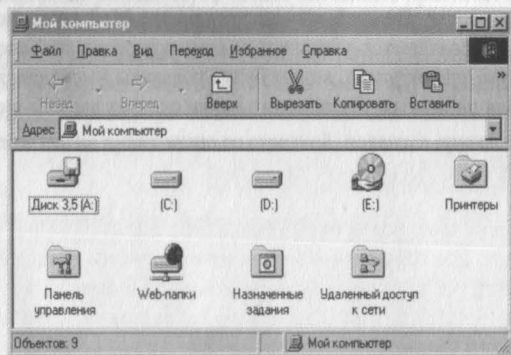 Мой компьютер
Файл Правка Вид Переход Избранное Справка
Назад Вперед Вверх Вырезать Копировать Вставить »
Адрес Мой компьютер
Диск 3,5 (A:) (C:) (D:) (E:) Принтеры
Панель управления Web-папки Назначенные задания Удаленный доступ к сети
Объектов: 9 Мой компьютер